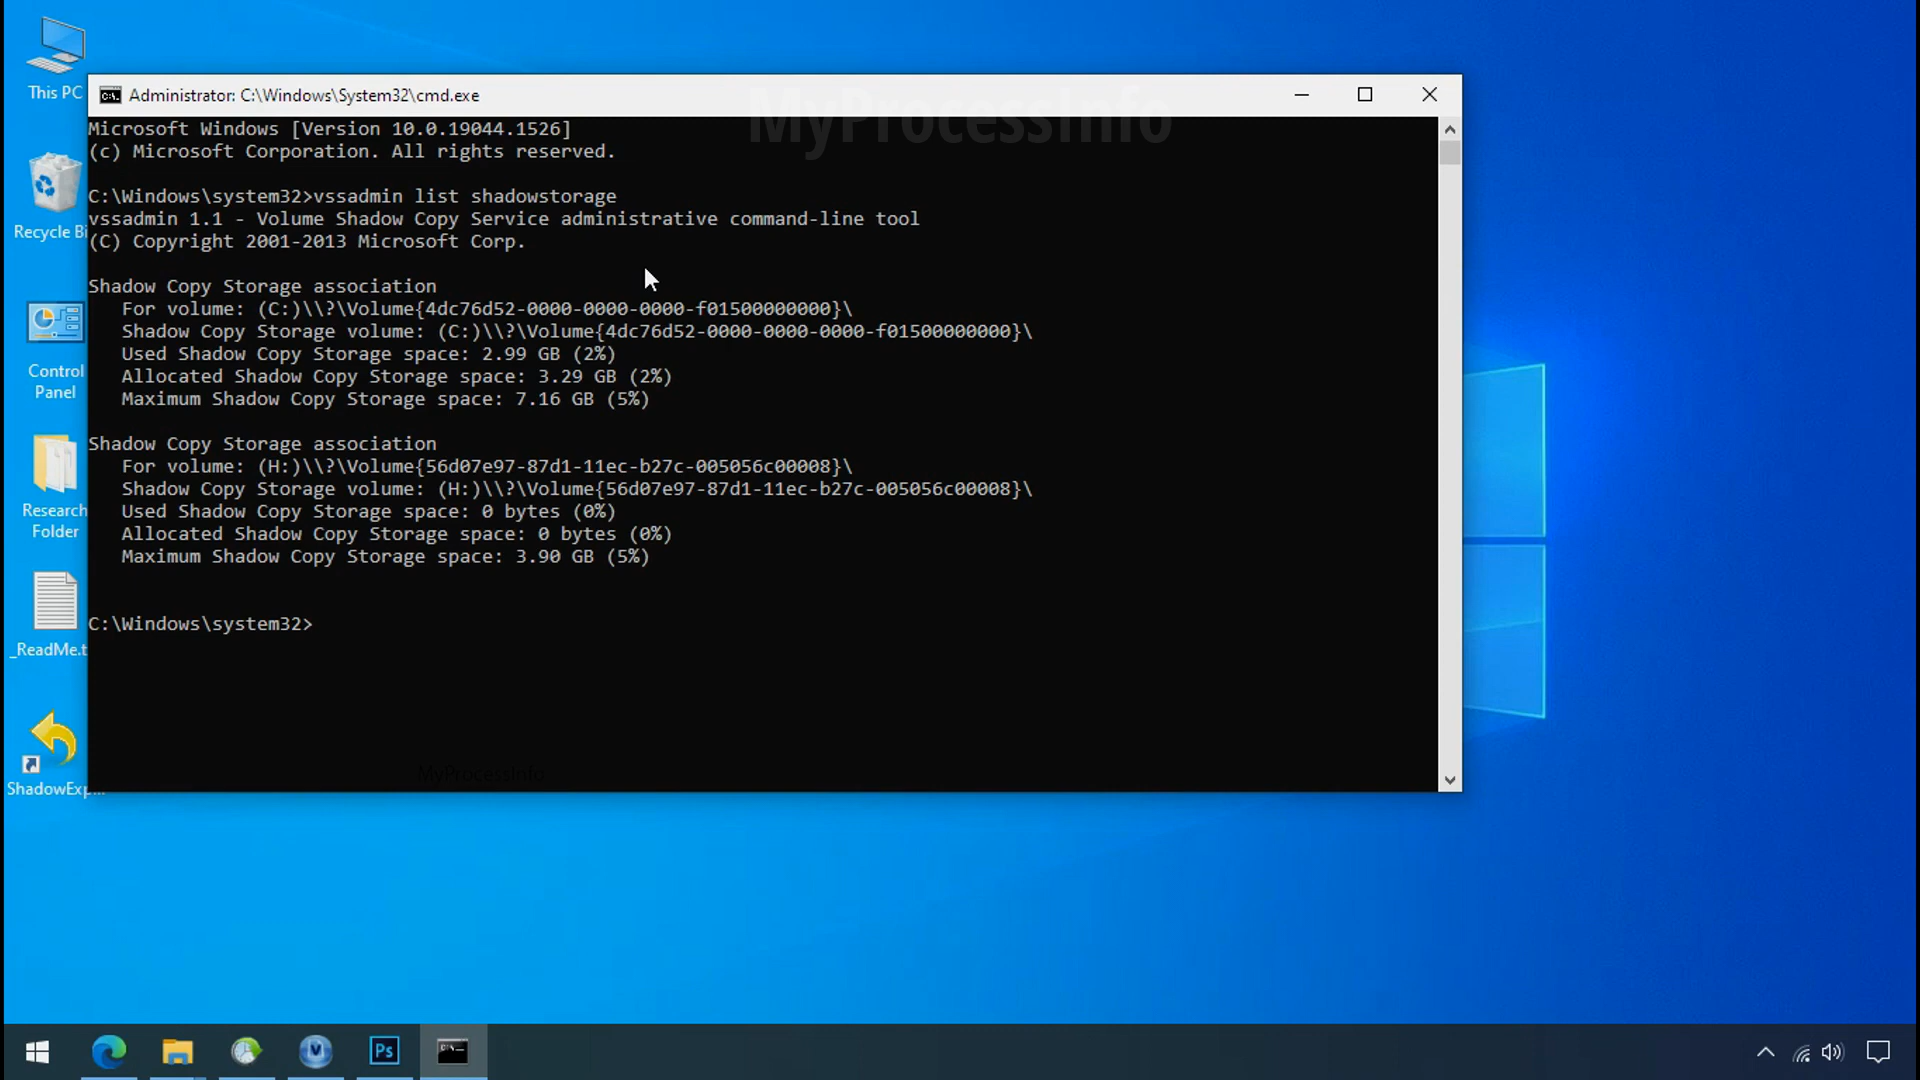 This PC
Administrator: C:\Windows\System32\cmd.exe
MyProcessInfo
Microsoft Windows [Version 10.0.19044.1526]
(c) Microsoft Corporation. All rights reserved.
C:\Windows\system32>vssadmin list shadowstorage
vssadmin 1.1 - Volume Shadow Copy Service administrative command-line tool
(C) Copyright 2001-2013 Microsoft Corp.
Shadow Copy Storage association
For volume: (C:)\\?\Volume{4dc76d52-0000-0000-0000-f01500000000}\
Shadow Copy Storage volume: (C:)\\?\Volume{4dc76d52-0000-0000-0000-f01500000000}\
Used Shadow Copy Storage space: 2.99 GB (2%)
Allocated Shadow Copy Storage space: 3.29 GB (2%)
Maximum Shadow Copy Storage space: 7.16 GB (5%)
Shadow Copy Storage association
For volume: (H:)\\?\Volume{56d07e97-87d1-11ec-b27c-005056c00008}\
Shadow Copy Storage volume: (H:)\\?\Volume{56d07e97-87d1-11ec-b27c-005056c00008}\
Used Shadow Copy Storage space: 0 bytes (0%)
Allocated Shadow Copy Storage space: 0 bytes (0%)
Maximum Shadow Copy Storage space: 3.90 GB (5%)
C:\Windows\system32>
MyProcessInfo
Recycle Bi
Control
Panel
Research
Folder
_ReadMe.t
ShadowExp...
Ps